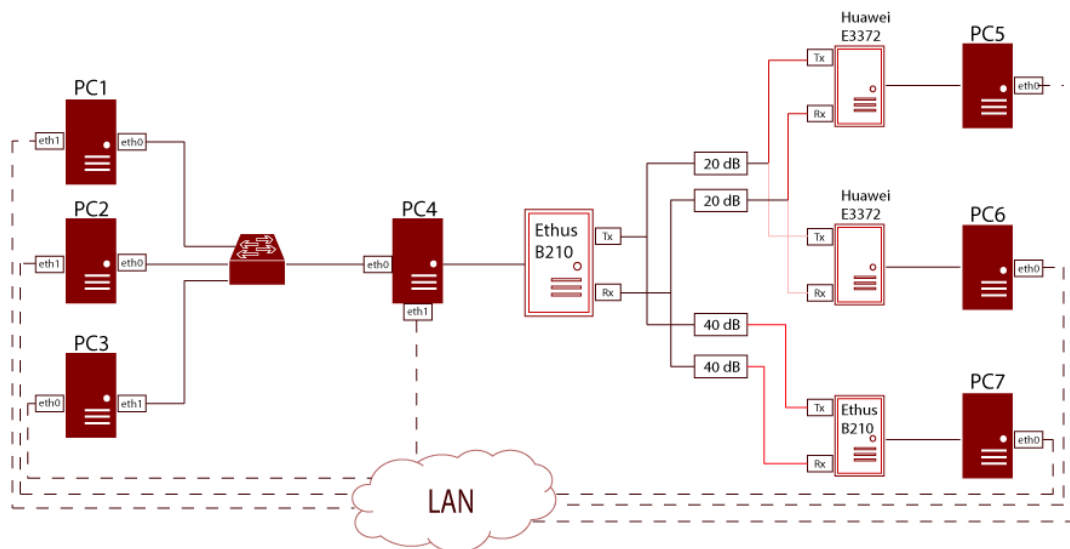 Huawei
E3372
PC5
Tx
eth0
PC1
Rx
eth1
eth0
20 dB
PC2
20 dB
Huawei
E3372
PC6
PC4
Ethus
B210
Tx
Tx
eth1
eth0
eth0
eth0
Rx
Rx
eth1
40 dB
PC3
40 dB
PC7
eth0
eth1
Tx
Ethus
B210
eth0
Rx
LAN